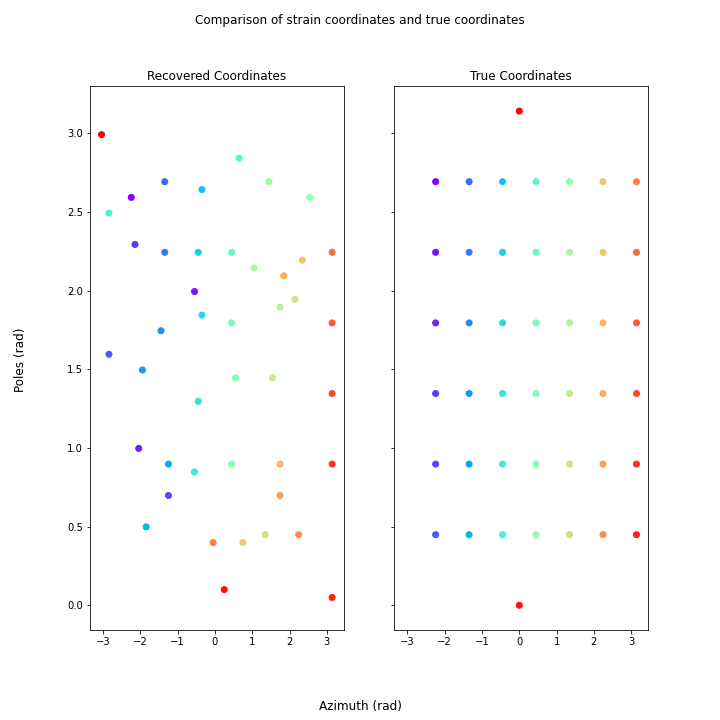 Comparison of strain coordinates and true coordinates
Recovered Coordinates
True Coordinates
Poles (rad)
3.0
2.5
2.0
1.5
1.0
0.5
0.0
−3 −2 −1 0 1 2 3
−3 −2 −1 0 1 2 3
Azimuth (rad)